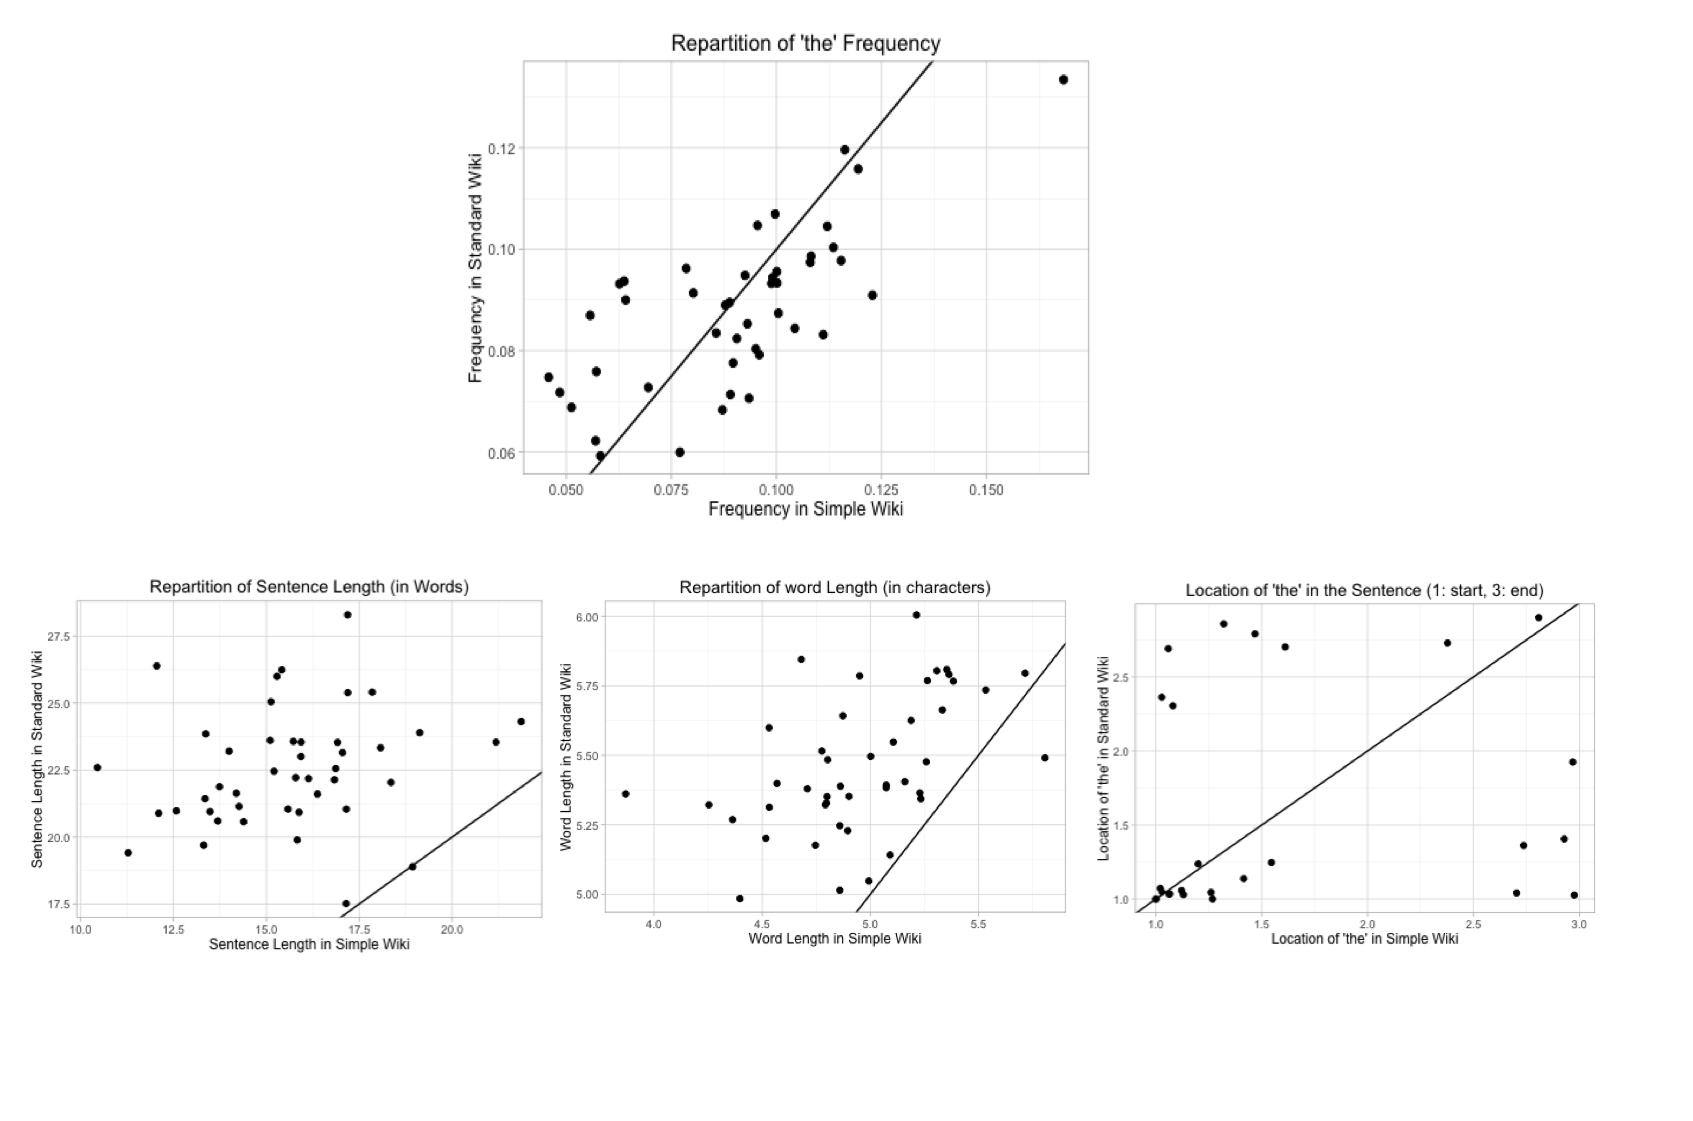 Repartition of 'the' Frequency
Frequency in Standard Wiki
0.12
0.10
0.08
0.06
0.050 0.075 0.100 0.125 0.150
Frequency in Simple Wiki
Repartition of Sentence Length (in Words)
Sentence Length in Standard Wiki
27.5
25.0
22.5
20.0
17.5
10.0 12.5 15.0 17.5 20.0
Sentence Length in Simple Wiki
Repartition of word Length (in characters)
Word Length in Standard Wiki
6.00
5.75
5.50
5.25
5.00
4.0 4.5 5.0 5.5
Word Length in Simple Wiki
Location of 'the' in the Sentence (1: start, 3: end)
Location of 'the' in Standard Wiki
2.5
2.0
1.5
1.0
1.0 1.5 2.0 2.5 3.0
Location of 'the' in Simple Wiki